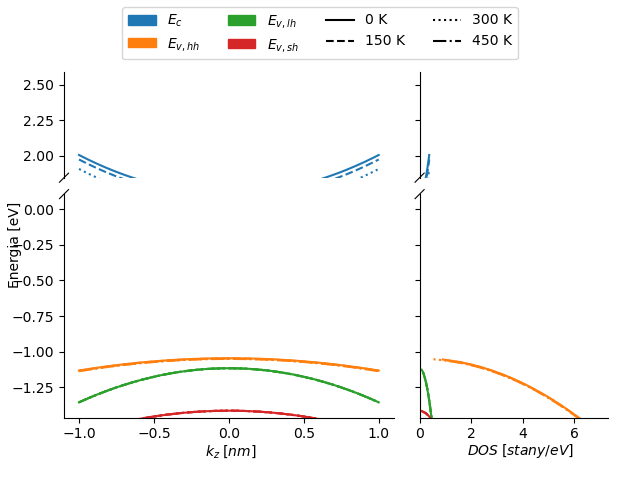 E_c E_{v,lh} 0 K 300 K
E_{v,hh} E_{v,sh} 150 K 450 K
2.50
2.25
2.00
0.00
−0.25
−0.50
−0.75
−1.00
−1.25
Energia [eV]
−1.0 −0.5 0.0 0.5 1.0
k_z [nm]
0 2 4 6
DOS [stany/eV]